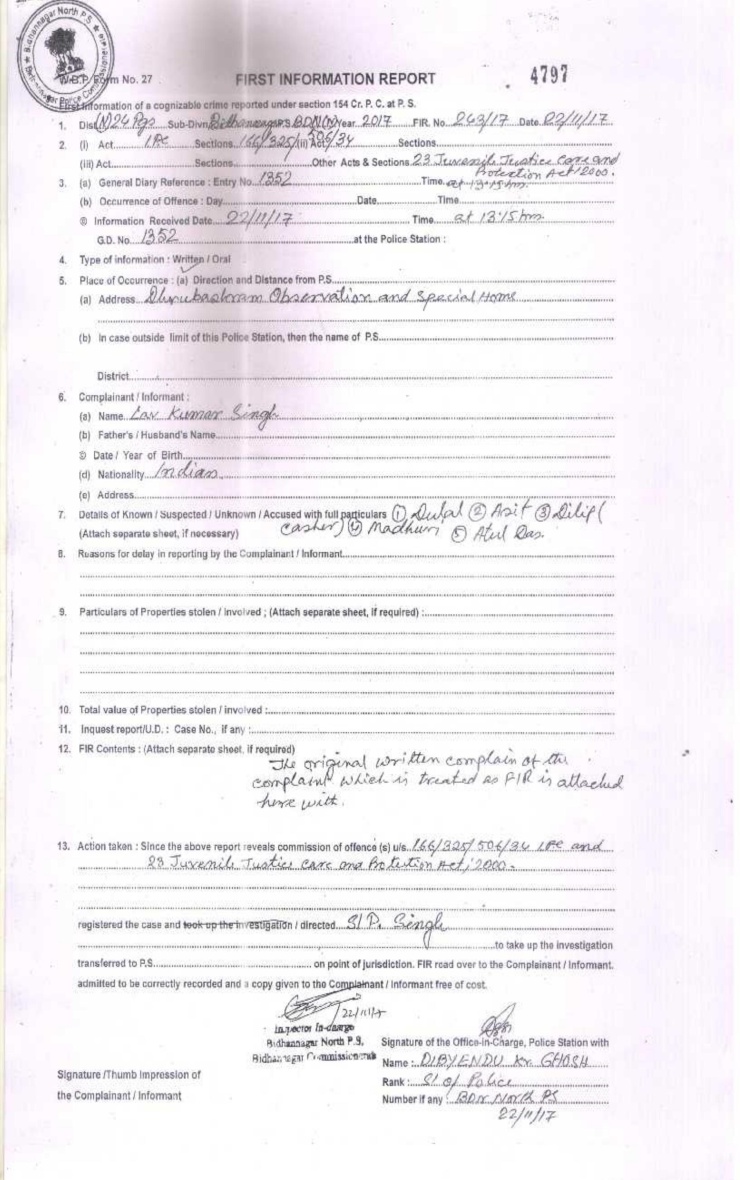 Bidhannagar North P.S.
W.B.P. Form No. 27
FIRST INFORMATION REPORT
4797
First Information of a cognizable crime reported under section 154 Cr. P. C. at P. S.
1. Dist (N) 24 Pgs Sub-Divn. Bidhannagar P.S. BDN (N) Year 2017 FIR. No. 263/17 Date 22/11/17
2. (i) Act IPC Sections 166/325/ (ii) Act 506/34 Sections
(iii) Act Sections Other Acts & Sections 23 Juvenile Justice Care and Protection Act 2000.
3. (a) General Diary Reference : Entry No. 1352 Time at 13:15 hrs.
(b) Occurrence of Offence : Day Date Time
© Information Received Date 22/11/17 Time at 13:15 hrs
G.D. No. 1352 at the Police Station :
4. Type of information : Written / Oral
5. Place of Occurrence : (a) Direction and Distance from P.S.
(a) Address Dhrubashram Observation and Special Home
(b) In case outside limit of this Police Station, then the name of P.S.
District
6. Complainant / Informant :
(a) Name Lav Kumar Singh
(b) Father's / Husband's Name
© Date / Year of Birth
(d) Nationality Indian
(e) Address
7. Details of Known / Suspected / Unknown / Accused with full particulars ① Dulal ② Asit ③ Dilip (
(Attach separate sheet, if necessary) casher) ④ Madhum ⑤ Atul Das.
8. Reasons for delay in reporting by the Complainant / Informant
9. Particulars of Properties stolen / Involved ; (Attach separate sheet, if required) :
10. Total value of Properties stolen / involved :
11. Inquest report/U.D. : Case No., if any :
12. FIR Contents : (Attach separate sheet, if required)
The original written complain of the
complaint which is treated as FIR is attached
here with.
13. Action taken : Since the above report reveals commission of offence (s) u/s. 166/325/506/34 IPC and
23 Juvenile Justice Care and Protection Act, 2000.
registered the case and took up the investigation / directed SI P. Singh
to take up the investigation
transferred to P.S. on point of jurisdiction. FIR read over to the Complainant / Informant.
admitted to be correctly recorded and a copy given to the Complainant / Informant free of cost.
22/11/17
Inspector In-charge
Bidhannagar North P.S.
Bidhannagar Commissionerate
Signature of the Office-in-Charge, Police Station with
Name : DIBYENDU Kr. GHOSH
Signature /Thumb Impression of
Rank : SI of Police
the Complainant / Informant
Number if any : BDN North PS
22/11/17